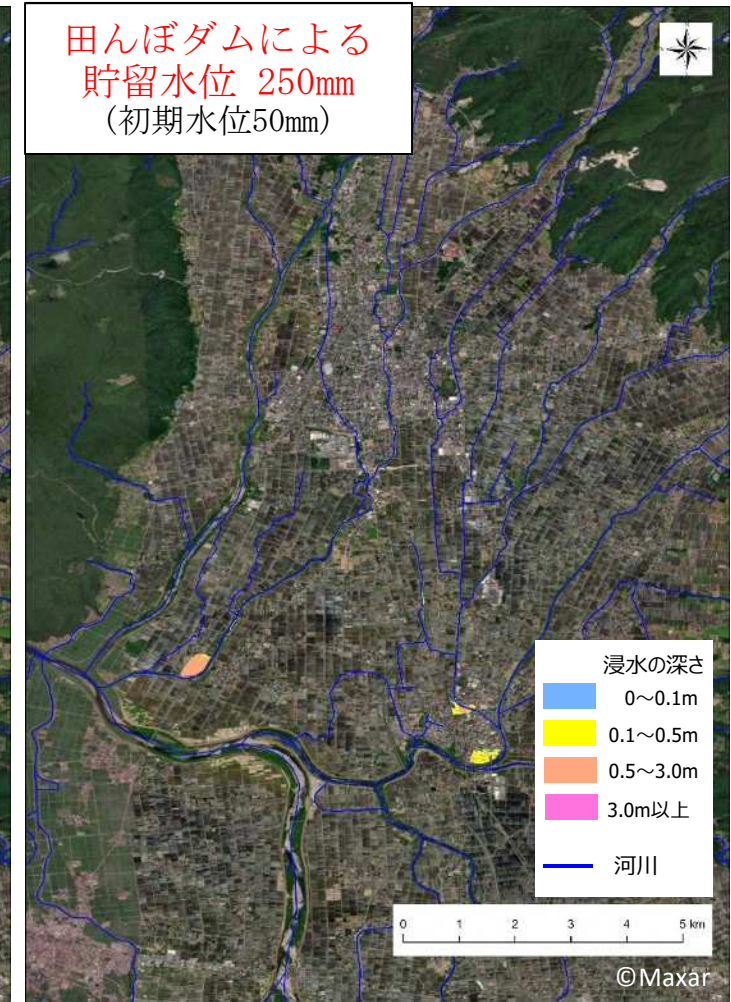 田んぼダムによる
貯留水位 250mm
(初期水位50mm)
浸水の深さ
0～0.1m
0.1～0.5m
0.5～3.0m
3.0m以上
河川
0 1 2 3 4 5 km
©Maxar